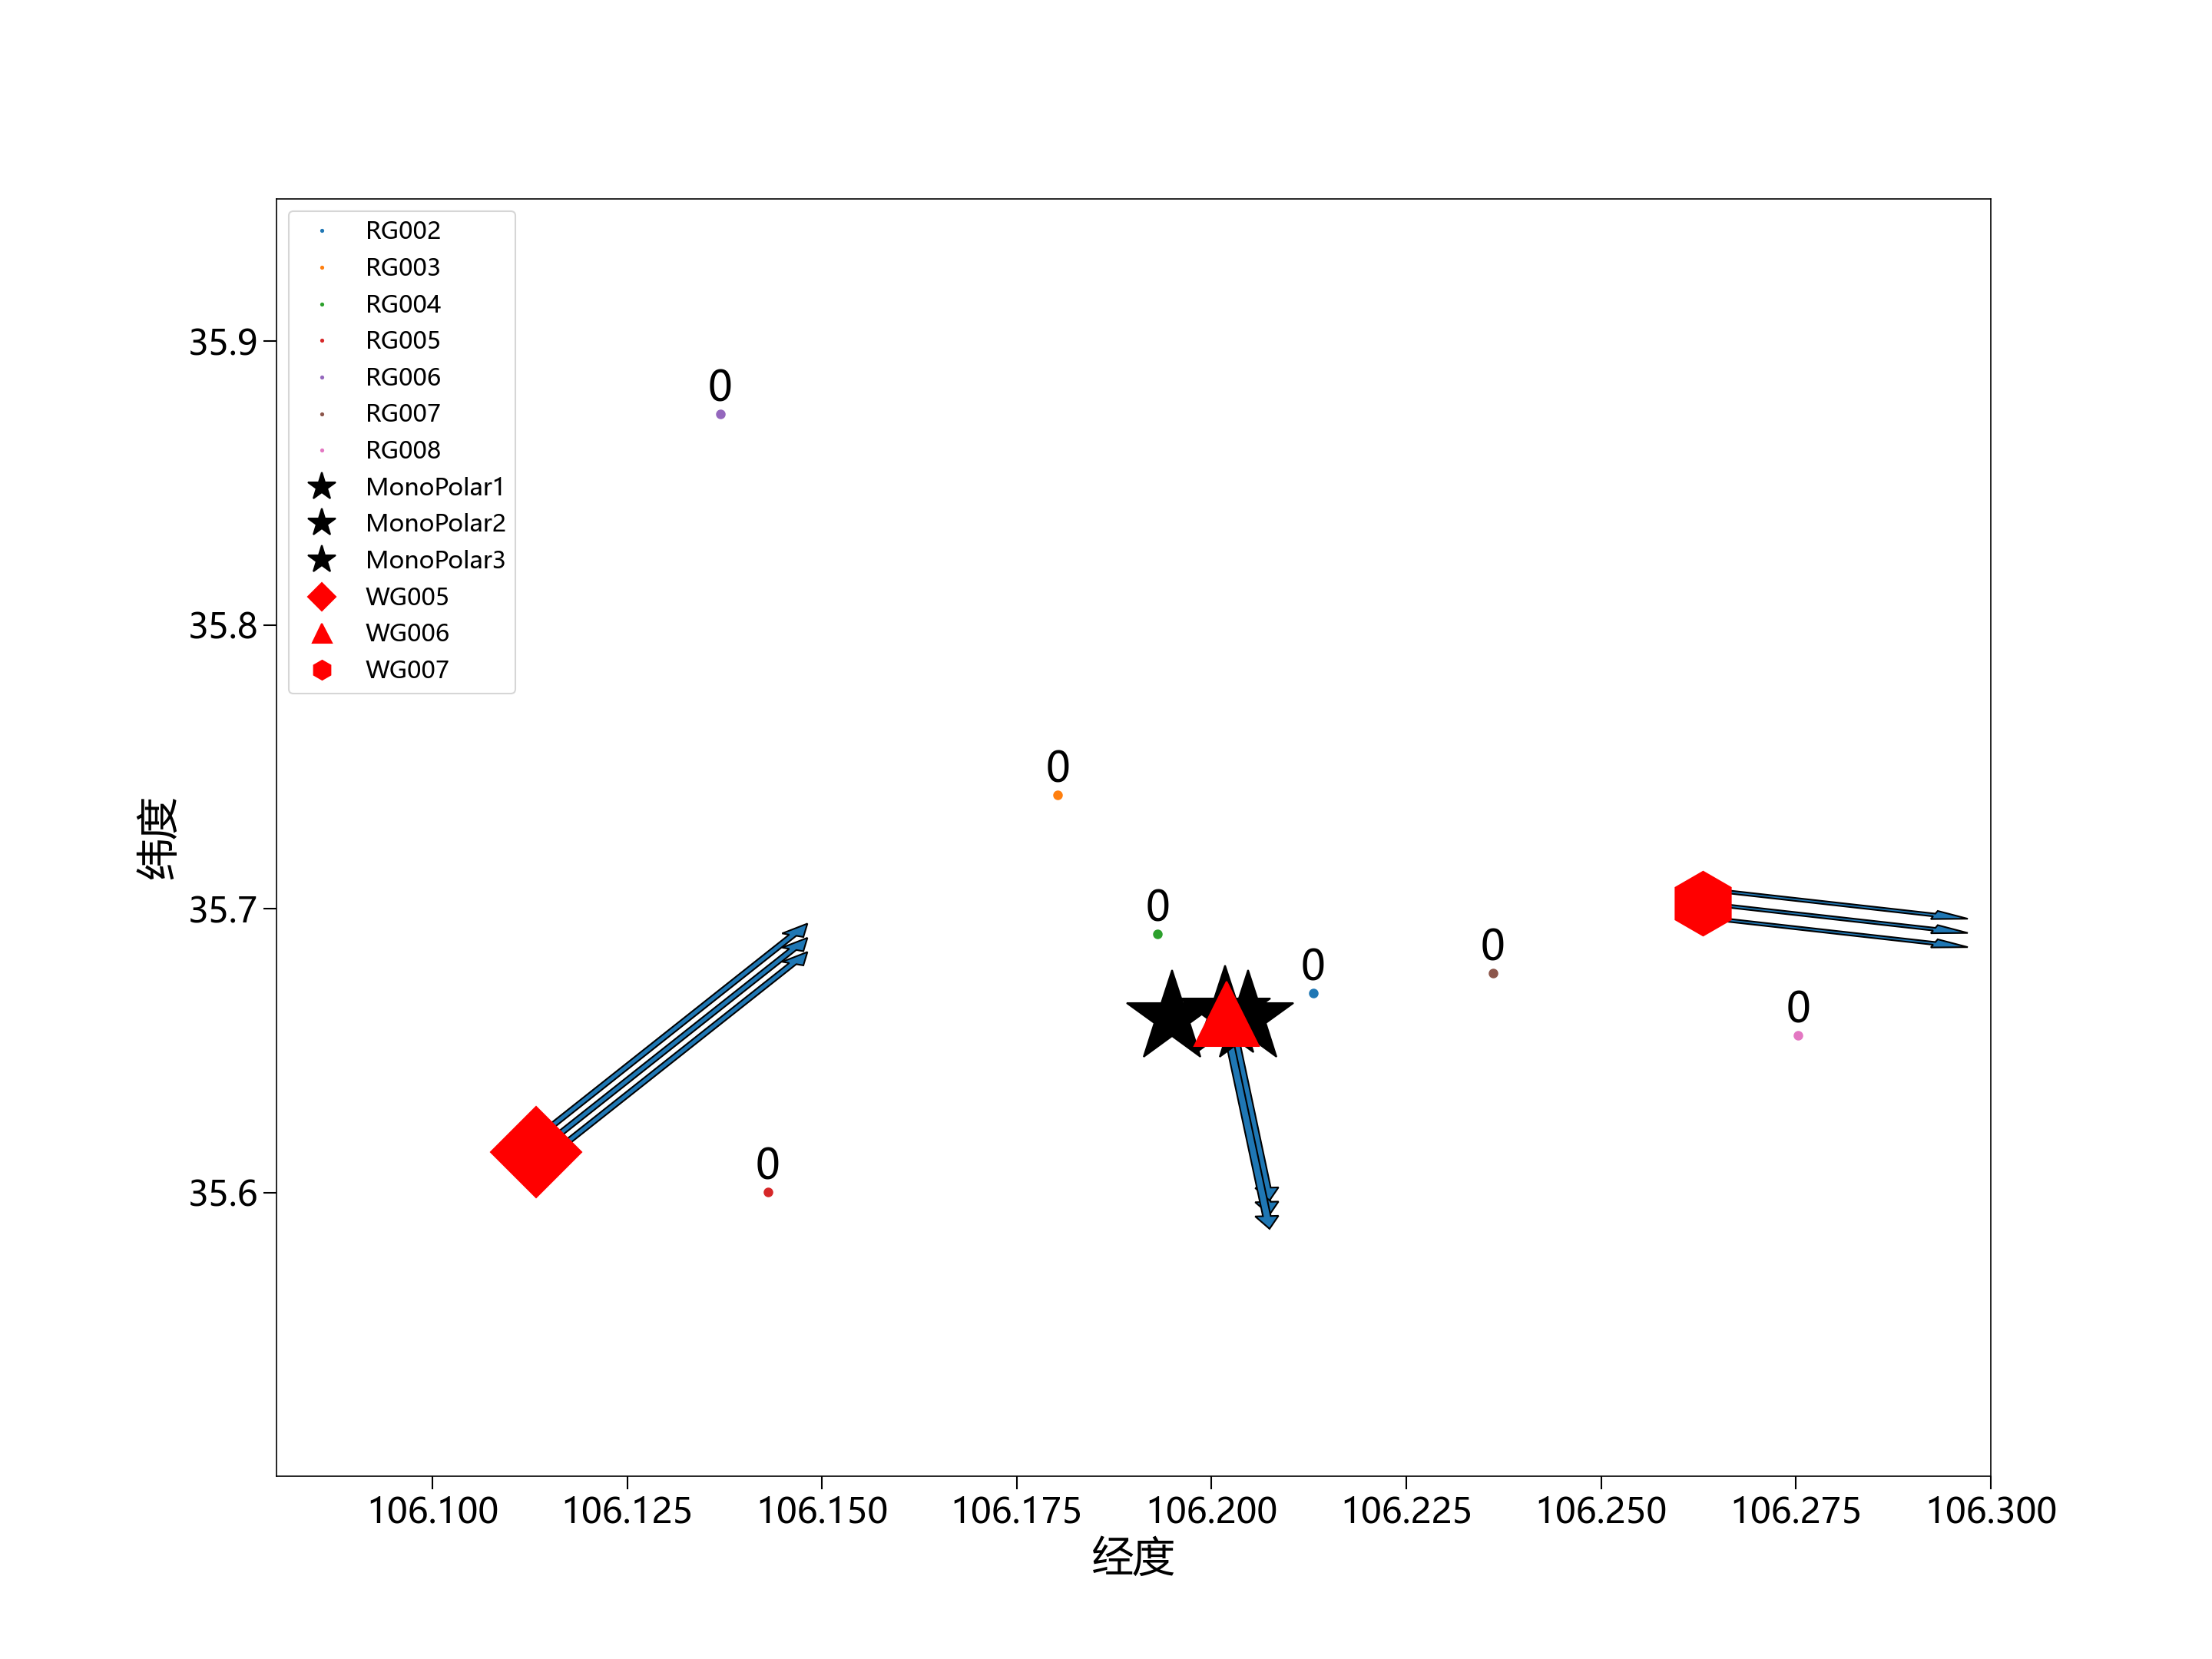 RG002
RG003
RG004
RG005
RG006
RG007
RG008
MonoPolar1
MonoPolar2
MonoPolar3
WG005
WG006
WG007
35.9
35.8
35.7
35.6
纬度
0
0
0
0
0
0
0
106.100
106.125
106.150
106.175
106.200
106.225
106.250
106.275
106.300
经度